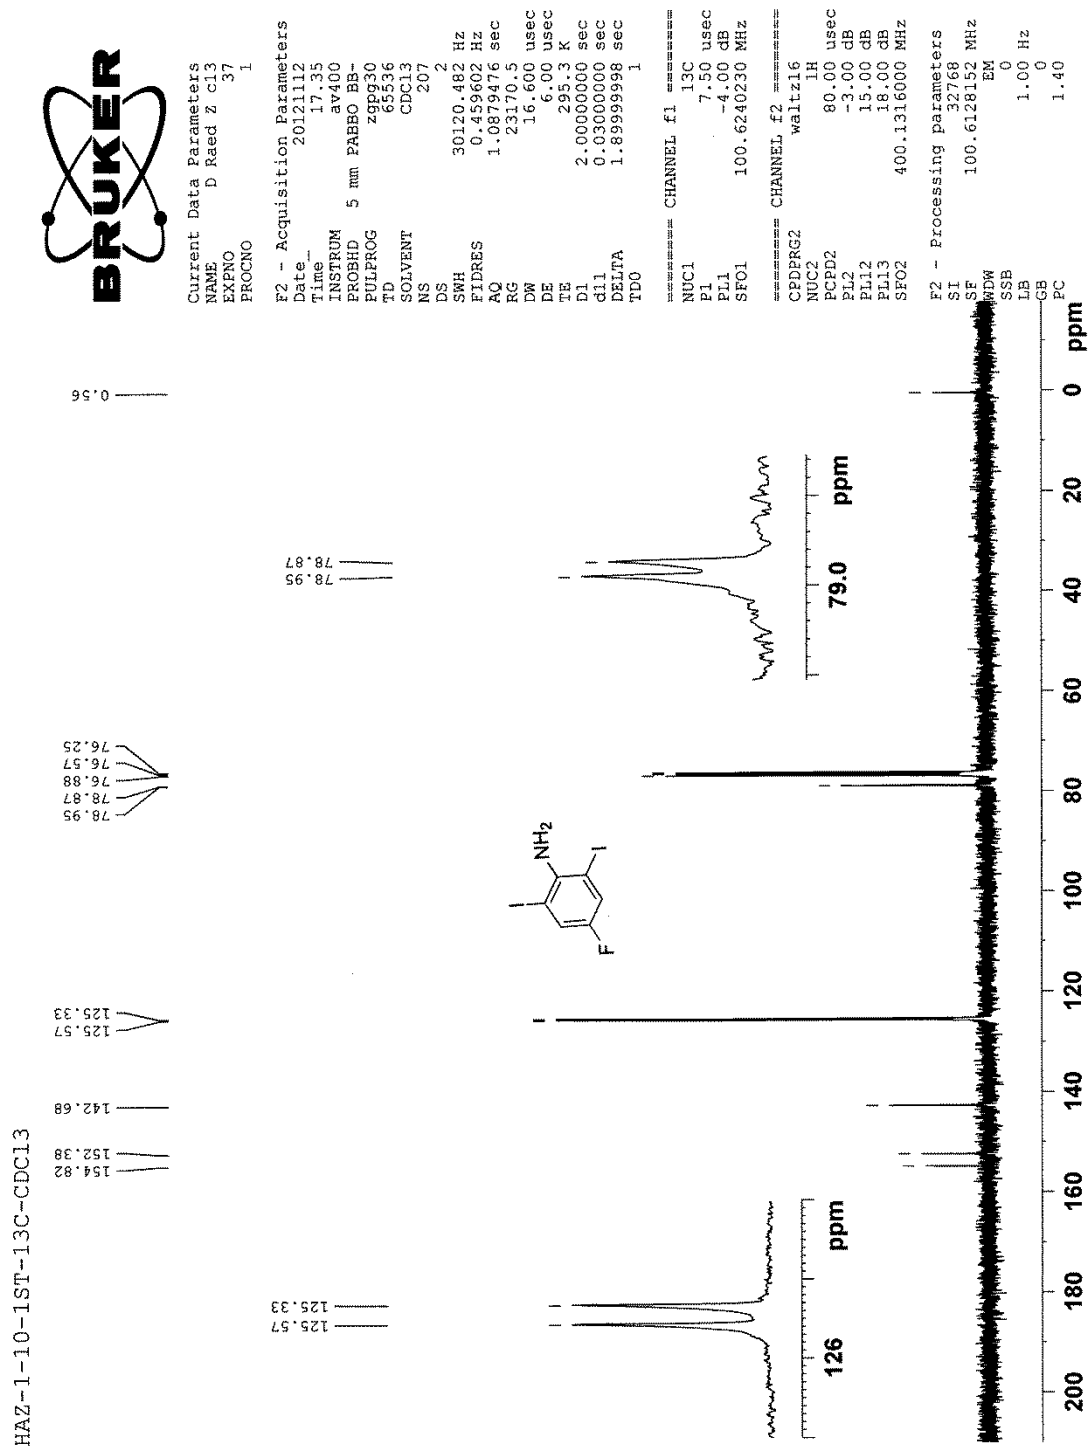 HAZ-1-10-1ST-13C-CDCl3
154.82
152.38
142.68
125.57
125.33
78.95
78.87
76.88
76.57
76.25
0.56
125.57
125.33
126
ppm
78.95
78.87
79.0
ppm
F
I
NH2
I
200
180
160
140
120
100
80
60
40
20
0
ppm
BRUKER
Current Data Parameters
NAME D Raed Z c13
EXPNO 37
PROCNO 1
F2 - Acquisition Parameters
Date_ 20121112
Time 17.35
INSTRUM av400
PROBHD 5 mm PABBO BB-
PULPROG zgpg30
TD 65536
SOLVENT CDCl3
NS 207
DS 2
SWH 30120.482 Hz
FIDRES 0.459602 Hz
AQ 1.0879476 sec
RG 23170.5
DW 16.600 usec
DE 6.00 usec
TE 295.3 K
D1 2.00000000 sec
d11 0.03000000 sec
DELTA 1.89999998 sec
TD0 1
======== CHANNEL f1 ========
NUC1 13C
P1 7.50 usec
PL1 -4.00 dB
SFO1 100.6240230 MHz
======== CHANNEL f2 ========
CPDPRG2 waltz16
NUC2 1H
PCPD2 80.00 usec
PL2 -3.00 dB
PL12 15.00 dB
PL13 18.00 dB
SFO2 400.1316000 MHz
F2 - Processing parameters
SI 32768
SF 100.6128152 MHz
WDW EM
SSB 0
LB 1.00 Hz
GB 0
PC 1.40